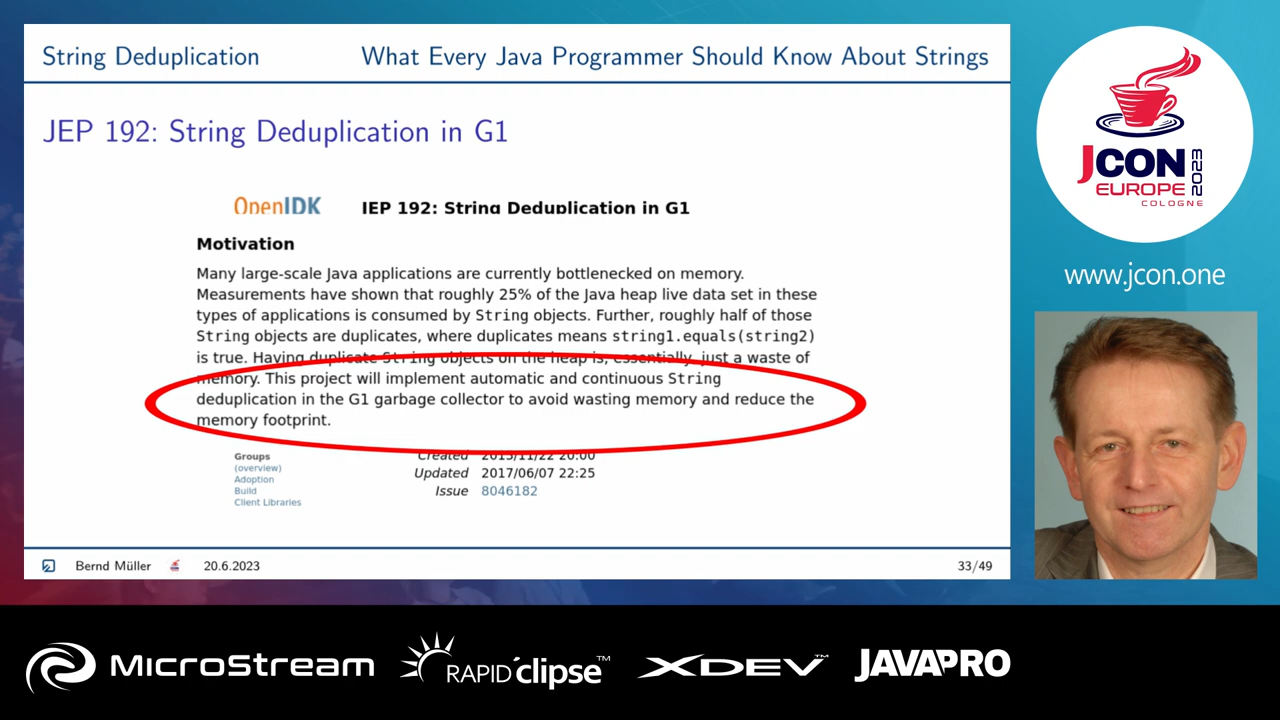 String Deduplication
What Every Java Programmer Should Know About Strings
JEP 192: String Deduplication in G1
OpenJDK
JEP 192: String Deduplication in G1
Motivation
Many large-scale Java applications are currently bottlenecked on memory.
Measurements have shown that roughly 25% of the Java heap live data set in these
types of applications is consumed by String objects. Further, roughly half of those
String objects are duplicates, where duplicates means string1.equals(string2)
is true. Having duplicate String objects on the heap is, essentially, just a waste of
memory. This project will implement automatic and continuous String
deduplication in the G1 garbage collector to avoid wasting memory and reduce the
memory footprint.
Groups
(overview)
Adoption
Build
Client Libraries
Created 2013/11/22 20:00
Updated 2017/06/07 22:25
Issue 8046182
Bernd Müller
20.6.2023
33/49
JCON
2023
EUROPE
COLOGNE
www.jcon.one
MICROSTREAM
RAPIDclipse™
XDEV™
JAVAPRO